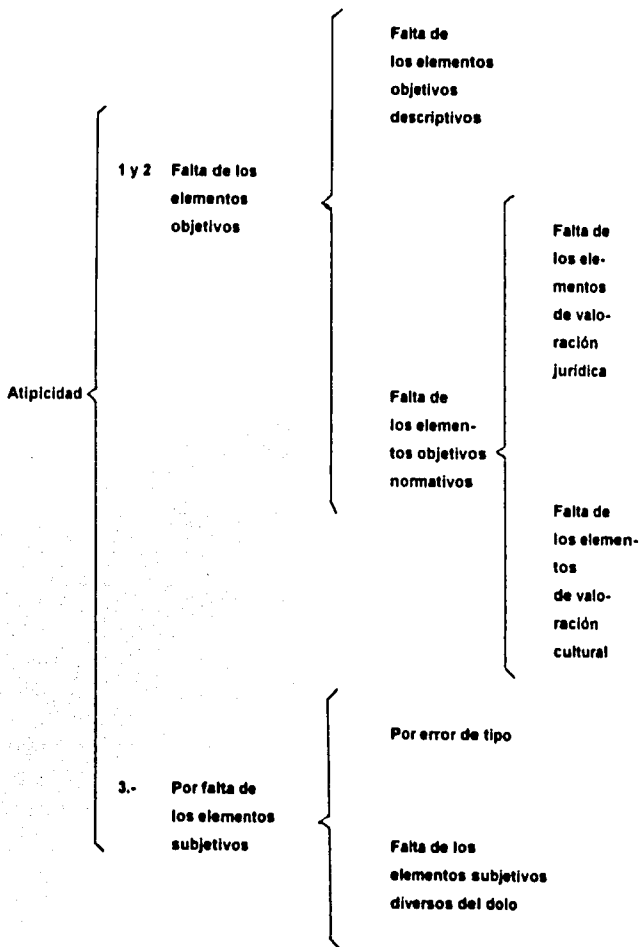 Atipicidad
1 y 2 Falta de los
elementos
objetivos
Falta de
los elementos
objetivos
descriptivos
Falta de
los elemen-
tos objetivos
normativos
Falta de
los ele-
mentos
de valo-
ración
jurídica
Falta de
los elemen-
tos
de valo-
ración
cultural
3.- Por falta de
los elementos
subjetivos
Por error de tipo
Falta de los
elementos subjetivos
diversos del dolo